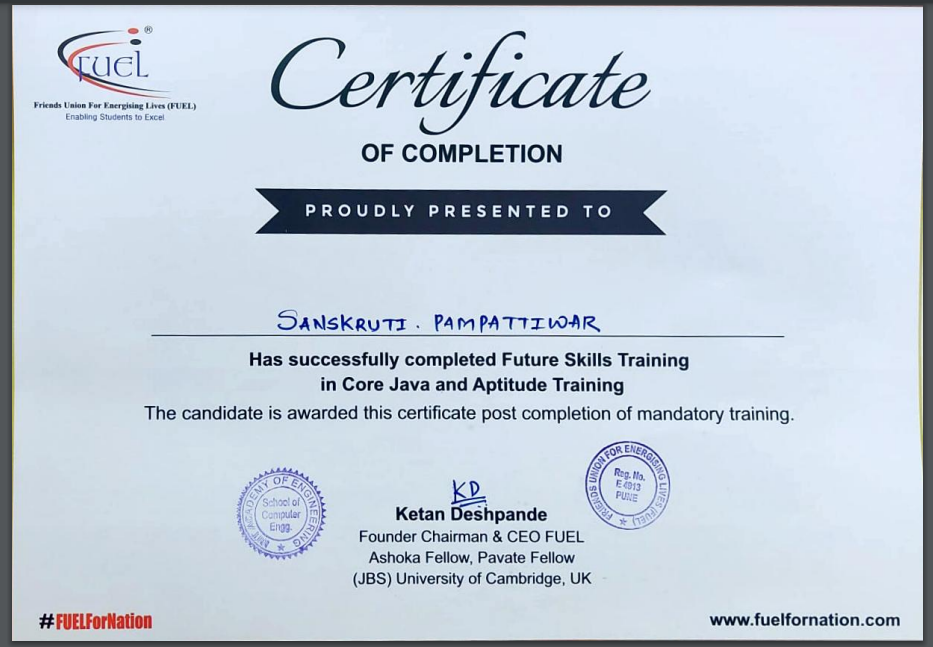 FUEL®
Friends Union For Energising Lives (FUEL)
Enabling Students to Excel
Certificate
OF COMPLETION
PROUDLY PRESENTED TO
SANSKRUTI. PAMPATTIWAR
Has successfully completed Future Skills Training
in Core Java and Aptitude Training
The candidate is awarded this certificate post completion of mandatory training.
ACADEMY OF ENGINEERING
School of
Computer
Engg.
FRIENDS UNION FOR ENERGISING LIVES (FUEL)
Reg. No.
E 4913
PUNE
KD
Ketan Deshpande
Founder Chairman & CEO FUEL
Ashoka Fellow, Pavate Fellow
(JBS) University of Cambridge, UK
#FUELForNation
www.fuelfornation.com